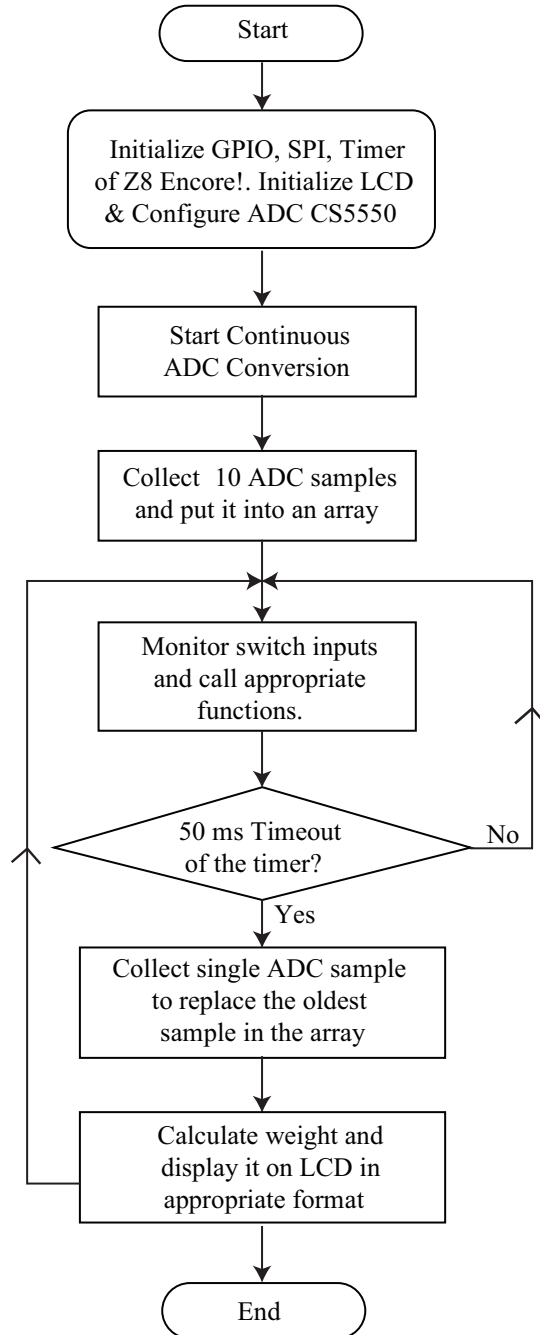 Start
Initialize GPIO, SPI, Timer
of Z8 Encore!. Initialize LCD
& Configure ADC CS5550
Start Continuous
ADC Conversion
Collect 10 ADC samples
and put it into an array
Monitor switch inputs
and call appropriate
functions.
50 ms Timeout
of the timer?
No
Yes
Collect single ADC sample
to replace the oldest
sample in the array
Calculate weight and
display it on LCD in
appropriate format
End